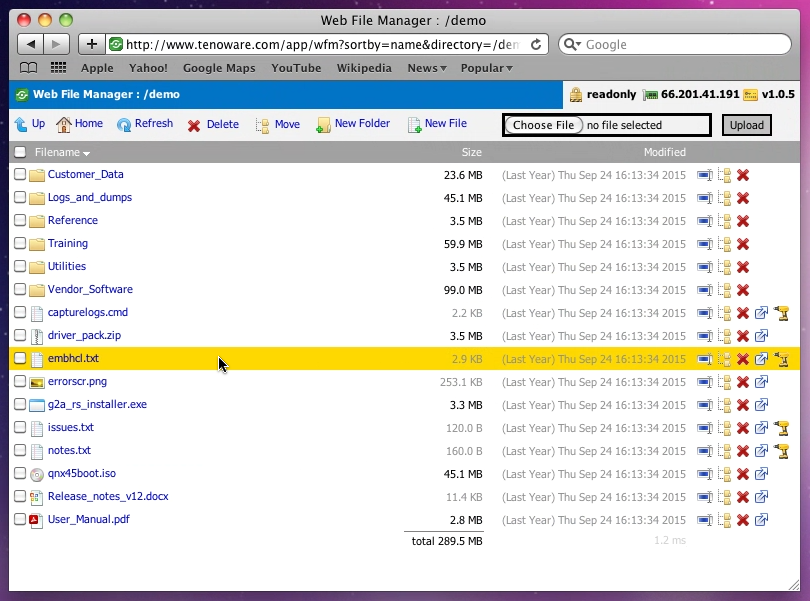 Web File Manager : /demo
http://www.tenoware.com/app/wfm?sortby=name&directory=/dem
Google
Apple Yahoo! Google Maps YouTube Wikipedia News Popular
Web File Manager : /demo readonly 66.201.41.191 v1.0.5
Up Home Refresh Delete Move New Folder New File Choose File no file selected Upload
Filename Size Modified
Customer_Data 23.6 MB (Last Year) Thu Sep 24 16:13:34 2015
Logs_and_dumps 45.1 MB (Last Year) Thu Sep 24 16:13:34 2015
Reference 3.5 MB (Last Year) Thu Sep 24 16:13:34 2015
Training 59.9 MB (Last Year) Thu Sep 24 16:13:34 2015
Utilities 3.5 MB (Last Year) Thu Sep 24 16:13:34 2015
Vendor_Software 99.0 MB (Last Year) Thu Sep 24 16:13:34 2015
capturelogs.cmd 2.2 KB (Last Year) Thu Sep 24 16:13:34 2015
driver_pack.zip 3.5 MB (Last Year) Thu Sep 24 16:13:34 2015
embhcl.txt 2.9 KB (Last Year) Thu Sep 24 16:13:34 2015
errorscr.png 253.1 KB (Last Year) Thu Sep 24 16:13:34 2015
g2a_rs_installer.exe 3.3 MB (Last Year) Thu Sep 24 16:13:34 2015
issues.txt 120.0 B (Last Year) Thu Sep 24 16:13:34 2015
notes.txt 160.0 B (Last Year) Thu Sep 24 16:13:34 2015
qnx45boot.iso 45.1 MB (Last Year) Thu Sep 24 16:13:34 2015
Release_notes_v12.docx 11.4 KB (Last Year) Thu Sep 24 16:13:34 2015
User_Manual.pdf 2.8 MB (Last Year) Thu Sep 24 16:13:34 2015
total 289.5 MB 1.2 ms